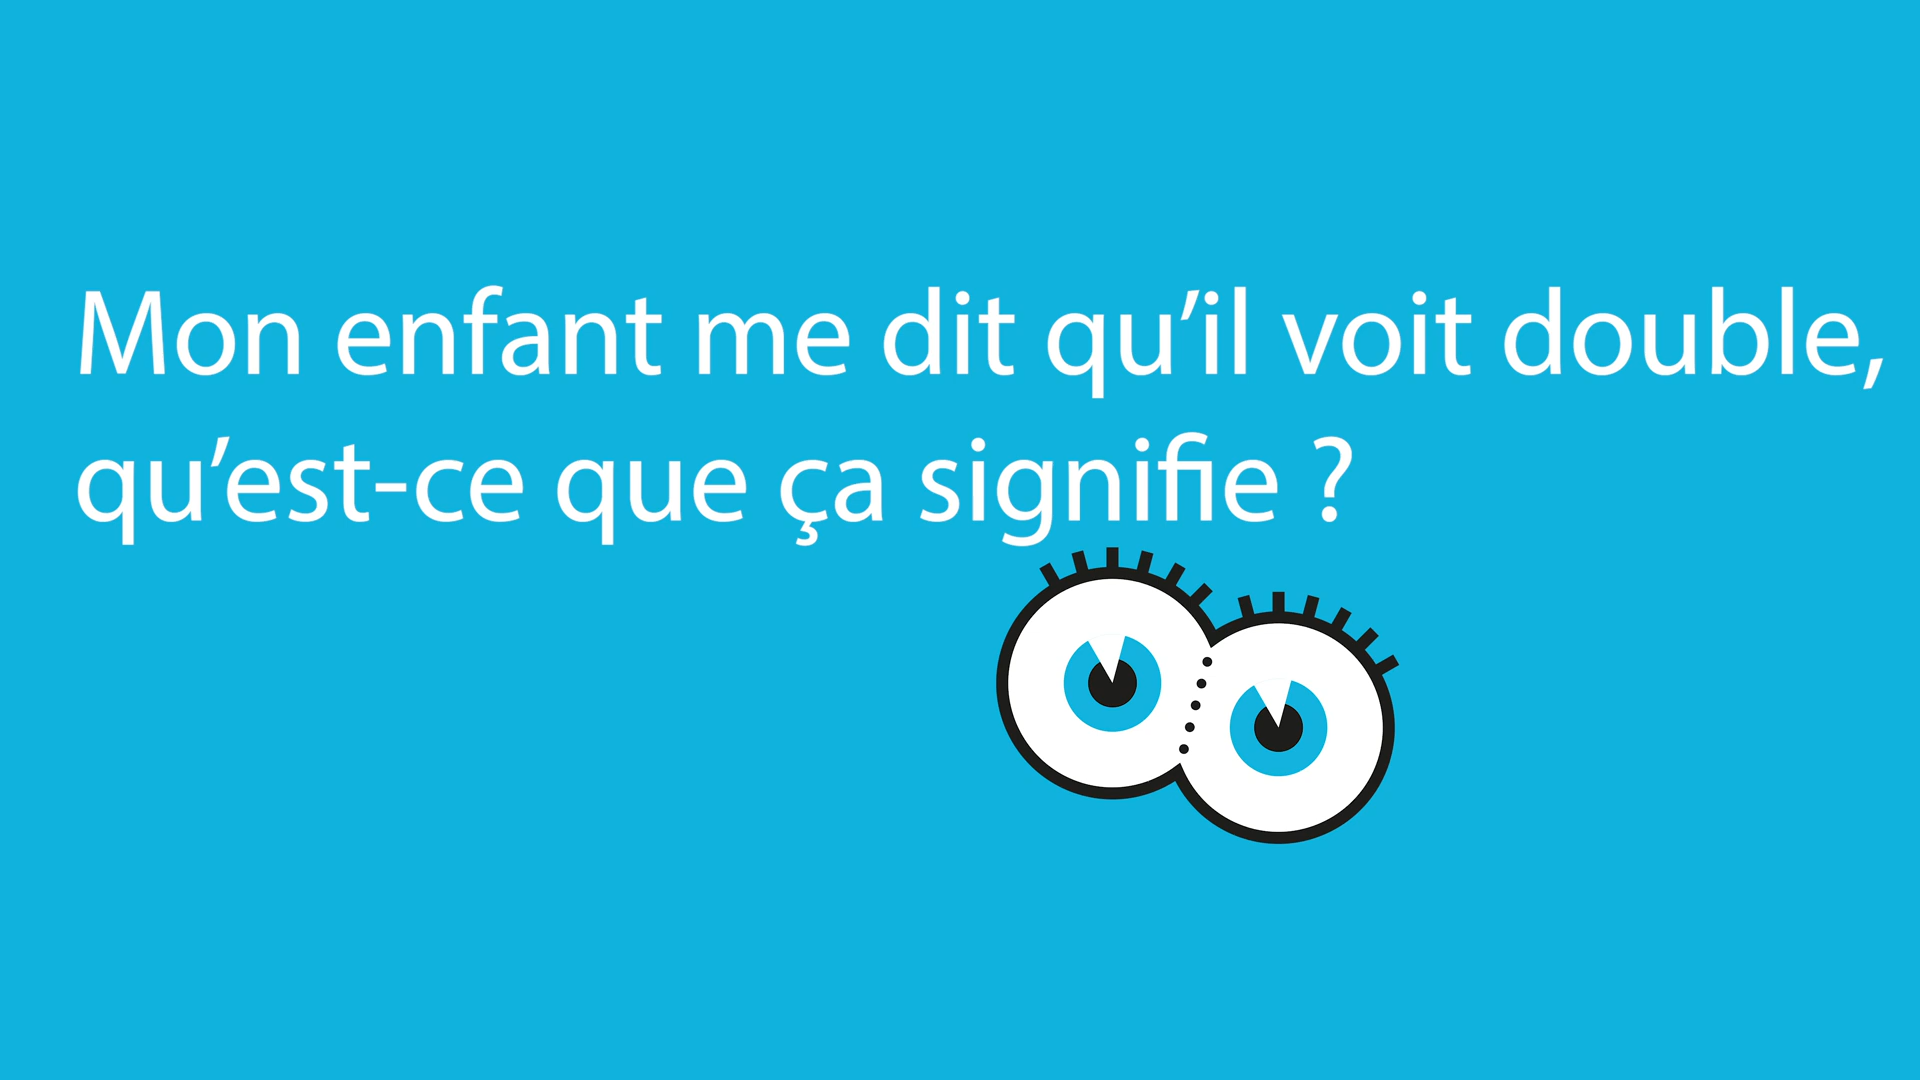 Mon enfant me dit qu’il voit double,
qu’est-ce que ça signifie ?